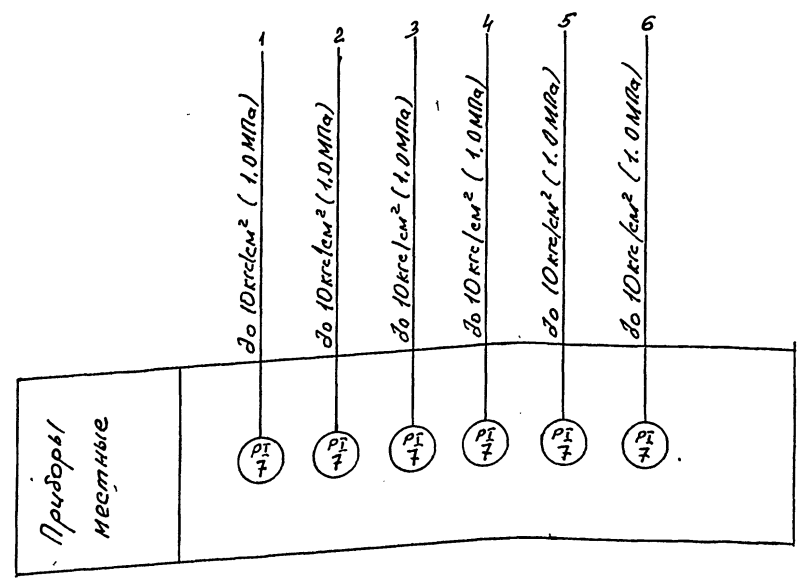 1 2 3 4 5 6
до 10кгс/см² (1.0МПа)
до 10кгс/см² (1.0МПа)
до 10кгс/см² (1.0МПа)
до 10кгс/см² (1.0МПа)
до 10кгс/см² (1.0МПа)
до 10кгс/см² (1.0МПа)
Приборы
местные
PI
7
PI
7
PI
7
PI
7
PI
7
PI
7